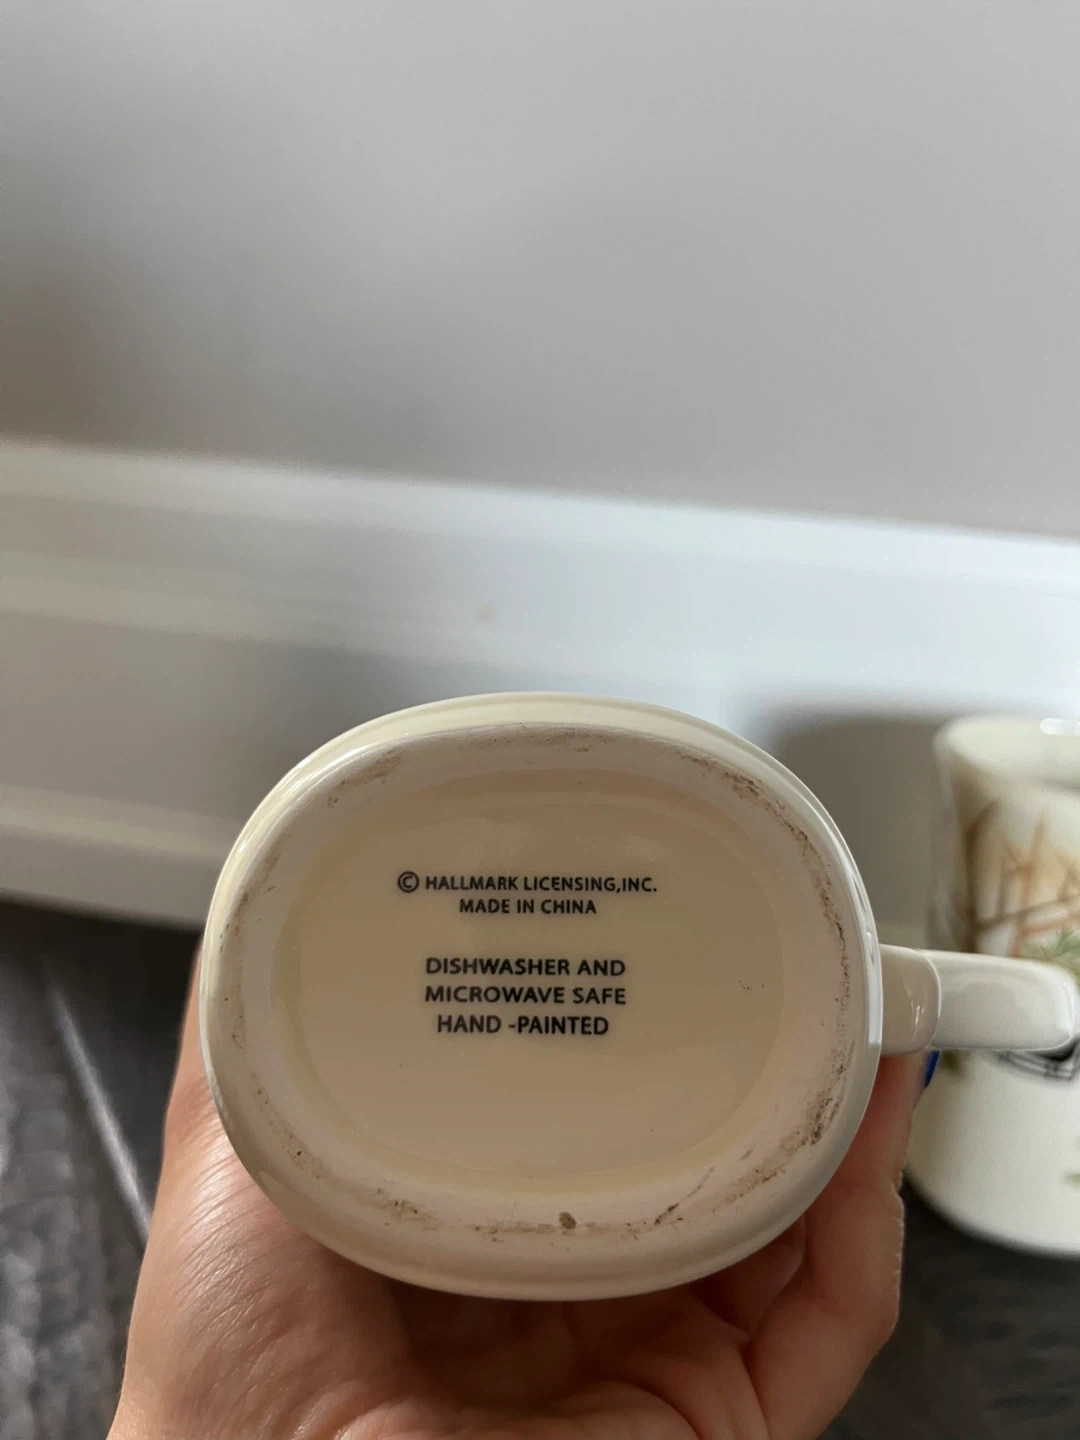 © HALLMARK LICENSING,INC.
MADE IN CHINA
DISHWASHER AND
MICROWAVE SAFE
HAND -PAINTED